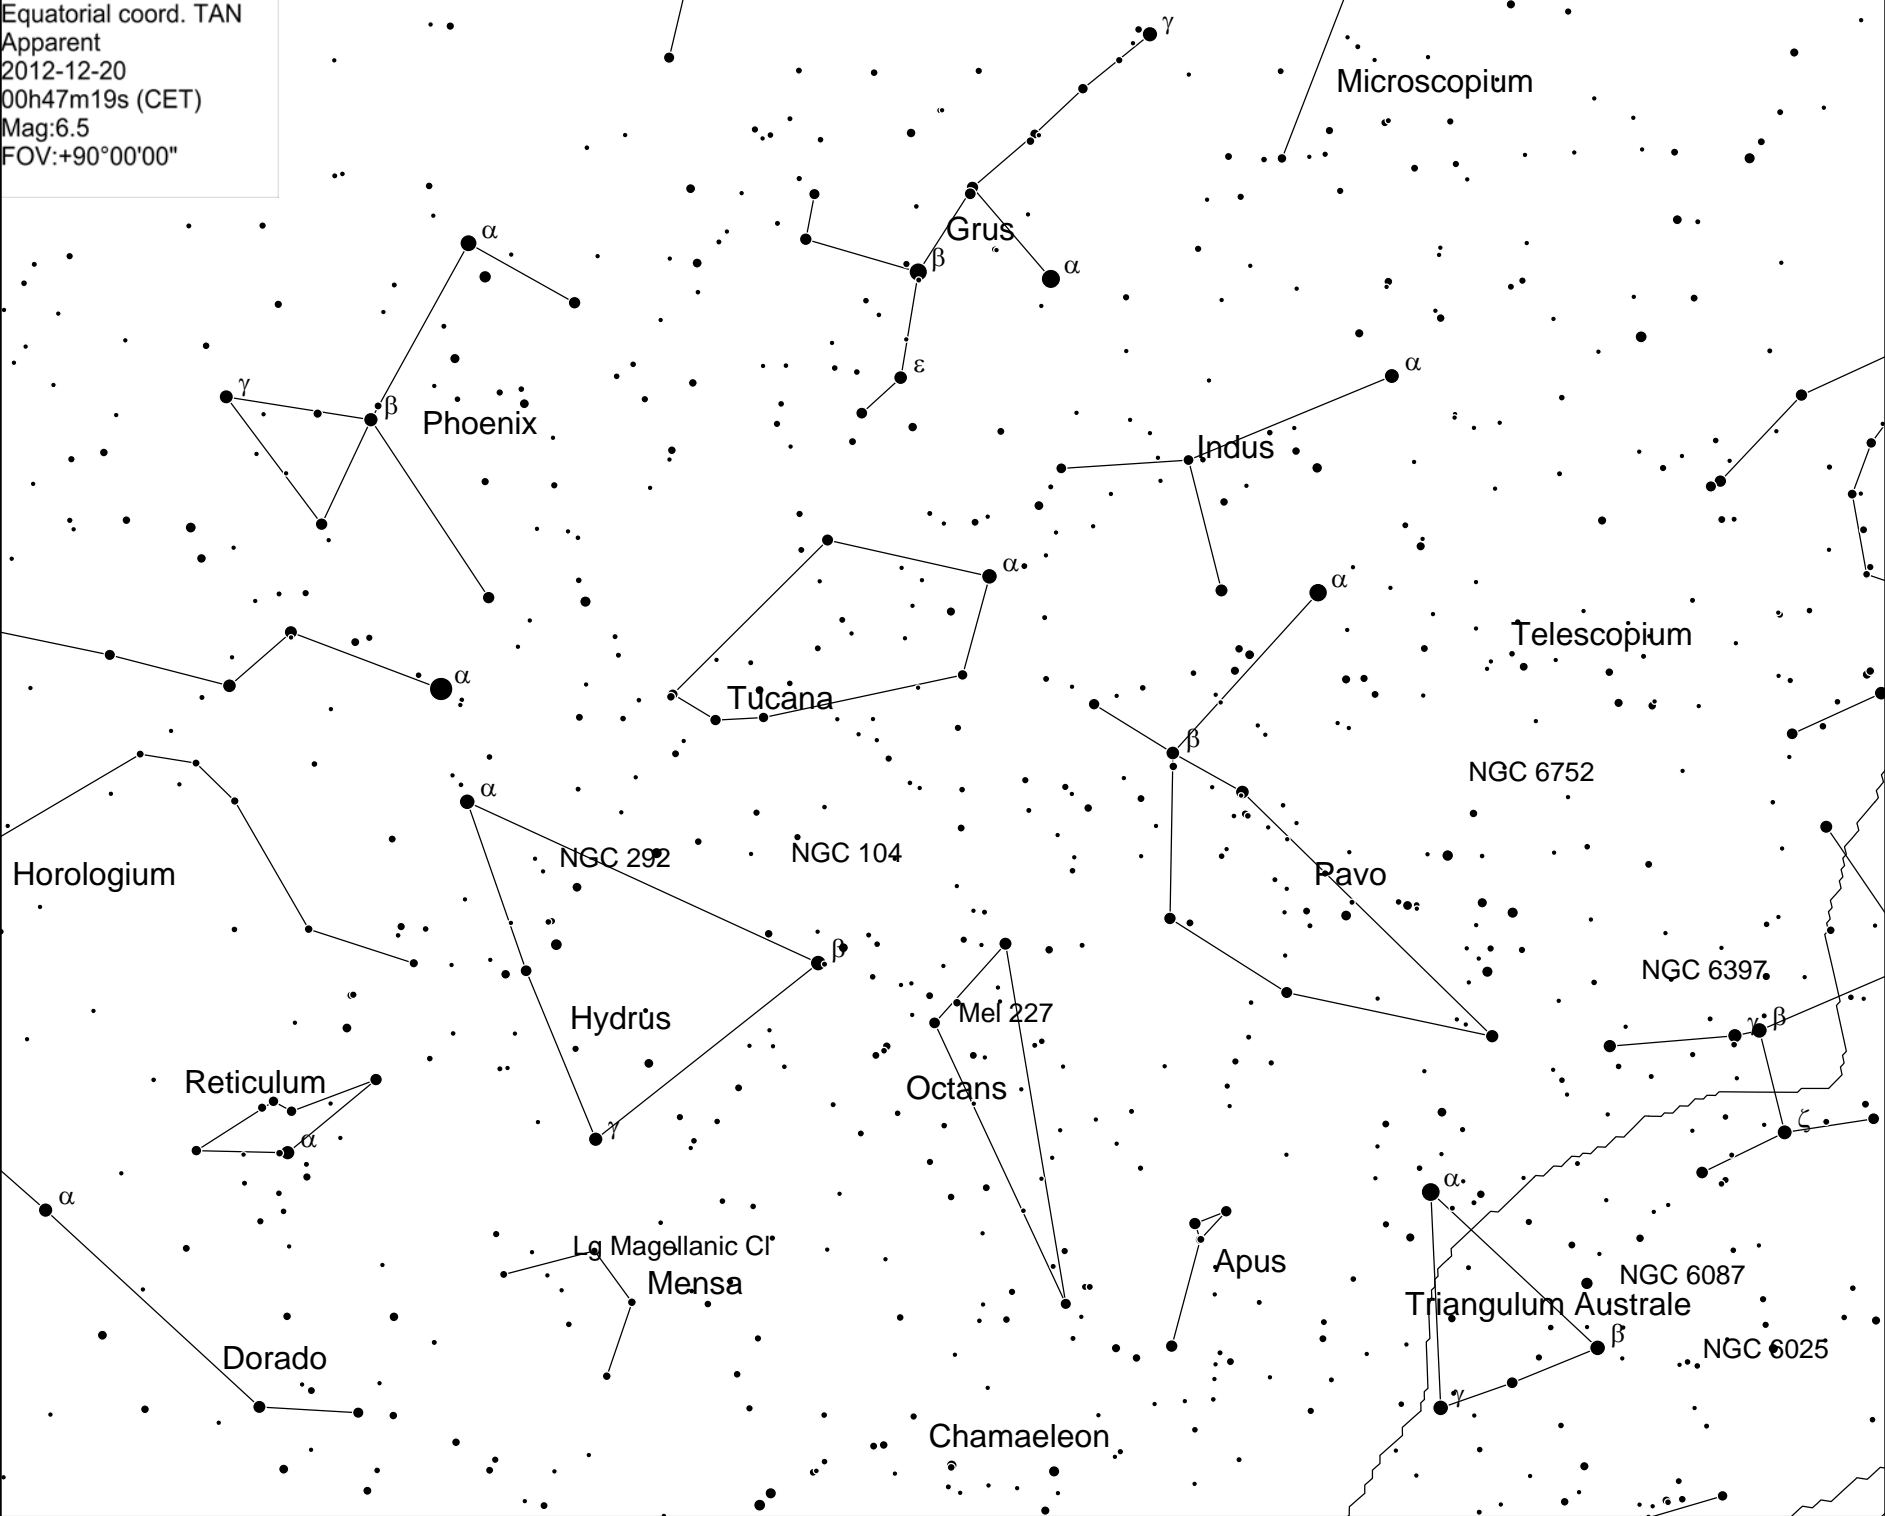 Equatorial coord. TAN
Apparent
2012-12-20
00h47m19s (CET)
Mag:6.5
FOV:+90°00'00"
γ
Microscopium
α
Grus
β
α
ε
α
γ
β
Phoenix
Indus
α
α
Telescopium
α
Tucana
β
NGC 6752
α
NGC 292
NGC 104
Horologium
Pavo
β
NGC 6397
Hydrus
Mel 227
γ β
Reticulum
Octans
γ
α
ζ
α
α
Lg Magellanic Cl
Mensa
Apus
NGC 6087
Triangulum Australe
β
NGC 6025
Dorado
γ
Chamaeleon